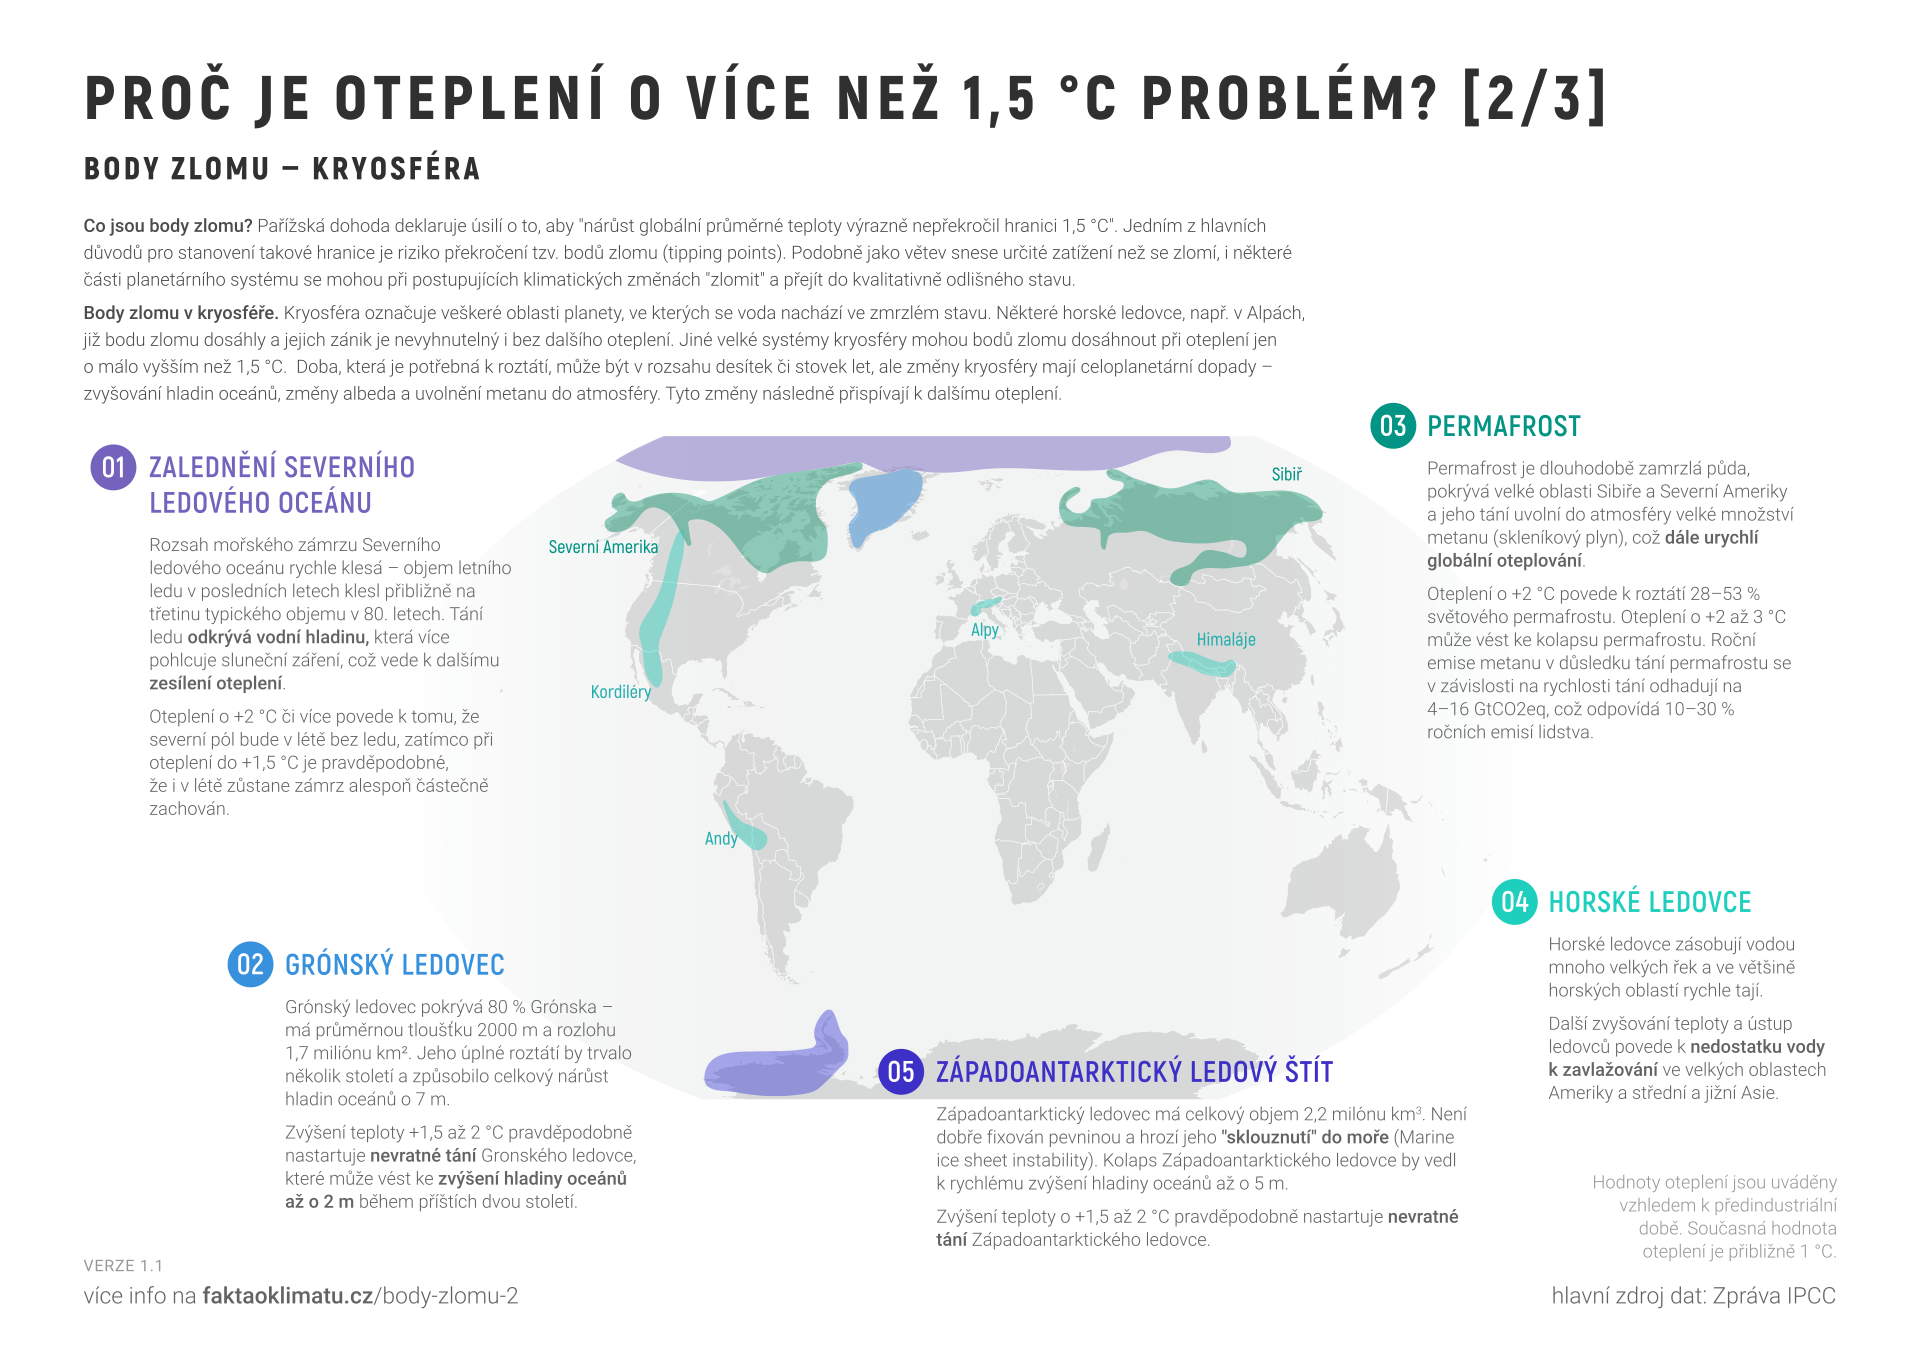 PROČ JE OTEPLENÍ O VÍCE NEŽ 1,5 °C PROBLÉM? [2/3]
BODY ZLOMU – KRYOSFÉRA
Co jsou body zlomu? Pařížská dohoda deklaruje úsilí o to, aby "nárůst globální průměrné teploty výrazně nepřekročil hranici 1,5 °C". Jedním z hlavních
důvodů pro stanovení takové hranice je riziko překročení tzv. bodů zlomu (tipping points). Podobně jako větev snese určité zatížení než se zlomí, i některé
části planetárního systému se mohou při postupujících klimatických změnách "zlomit" a přejít do kvalitativně odlišného stavu.
Body zlomu v kryosféře. Kryosféra označuje veškeré oblasti planety, ve kterých se voda nachází ve zmrzlém stavu. Některé horské ledovce, např. v Alpách,
již bodu zlomu dosáhly a jejich zánik je nevyhnutelný i bez dalšího oteplení. Jiné velké systémy kryosféry mohou bodů zlomu dosáhnout při oteplení jen
o málo vyšším než 1,5 °C. Doba, která je potřebná k roztátí, může být v rozsahu desítek či stovek let, ale změny kryosféry mají celoplanetární dopady –
zvyšování hladin oceánů, změny albeda a uvolnění metanu do atmosféry. Tyto změny následně přispívají k dalšímu oteplení.
01 ZALEDNĚNÍ SEVERNÍHO
LEDOVÉHO OCEÁNU
Rozsah mořského zámrzu Severního
ledového oceánu rychle klesá – objem letního
ledu v posledních letech klesl přibližně na
třetinu typického objemu v 80. letech. Tání
ledu odkrývá vodní hladinu, která více
pohlcuje sluneční záření, což vede k dalšímu
zesílení oteplení.
Oteplení o +2 °C či více povede k tomu, že
severní pól bude v létě bez ledu, zatímco při
oteplení do +1,5 °C je pravděpodobné,
že i v létě zůstane zámrz alespoň částečně
zachován.
Severní Amerika
Kordiléry
Andy
Alpy
Himaláje
Sibiř
03 PERMAFROST
Permafrost je dlouhodobě zamrzlá půda,
pokrývá velké oblasti Sibiře a Severní Ameriky
a jeho tání uvolní do atmosféry velké množství
metanu (skleníkový plyn), což dále urychlí
globální oteplování.
Oteplení o +2 °C povede k roztátí 28–53 %
světového permafrostu. Oteplení o +2 až 3 °C
může vést ke kolapsu permafrostu. Roční
emise metanu v důsledku tání permafrostu se
v závislosti na rychlosti tání odhadují na
4–16 GtCO2eq, což odpovídá 10–30 %
ročních emisí lidstva.
02 GRÓNSKÝ LEDOVEC
Grónský ledovec pokrývá 80 % Grónska –
má průměrnou tloušťku 2000 m a rozlohu
1,7 miliónu km². Jeho úplné roztátí by trvalo
několik století a způsobilo celkový nárůst
hladin oceánů o 7 m.
Zvýšení teploty +1,5 až 2 °C pravděpodobně
nastartuje nevratné tání Gronského ledovce,
které může vést ke zvýšení hladiny oceánů
až o 2 m během příštích dvou století.
05 ZÁPADOANTARKTICKÝ LEDOVÝ ŠTÍT
Západoantarktický ledovec má celkový objem 2,2 milónu km³. Není
dobře fixován pevninou a hrozí jeho "sklouznutí" do moře (Marine
ice sheet instability). Kolaps Západoantarktického ledovce by vedl
k rychlému zvýšení hladiny oceánů až o 5 m.
Zvýšení teploty o +1,5 až 2 °C pravděpodobně nastartuje nevratné
tání Západoantarktického ledovce.
04 HORSKÉ LEDOVCE
Horské ledovce zásobují vodou
mnoho velkých řek a ve většině
horských oblastí rychle tají.
Další zvyšování teploty a ústup
ledovců povede k nedostatku vody
k zavlažování ve velkých oblastech
Ameriky a střední a jižní Asie.
Hodnoty oteplení jsou uváděny
vzhledem k předindustriální
době. Současná hodnota
oteplení je přibližně 1 °C.
VERZE 1.1
více info na faktaoklimatu.cz/body-zlomu-2
hlavní zdroj dat: Zpráva IPCC